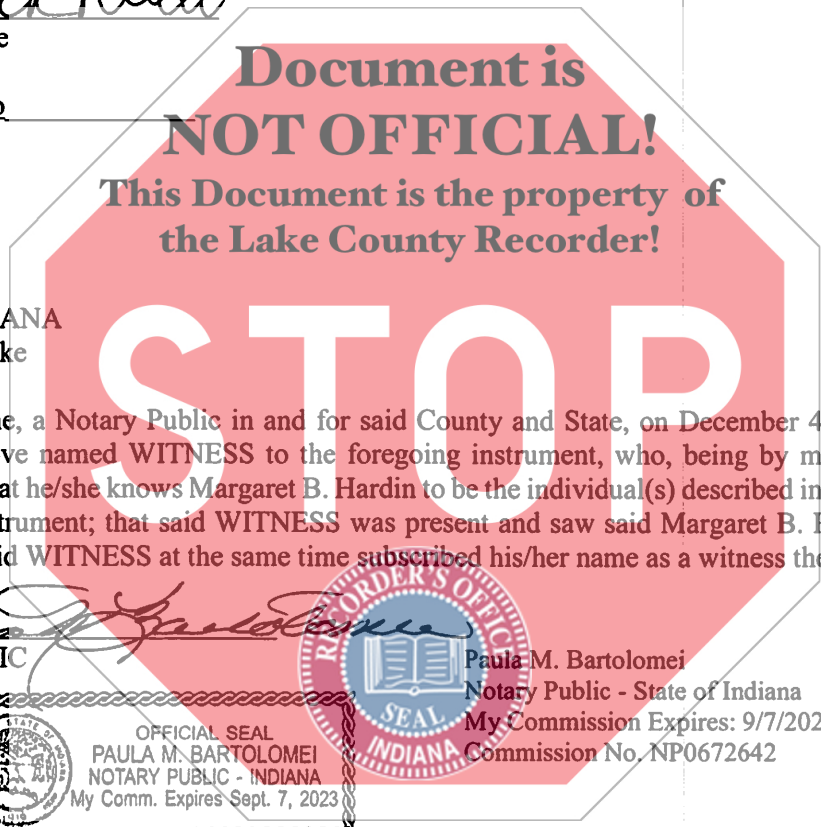 Document is
NOT OFFICIAL!
This Document is the property of
the Lake County Recorder!
ANA
ke
STOP
e, a Notary Public in and for said County and State, on December 4
ve named WITNESS to the foregoing instrument, who, being by m
at he/she knows Margaret B. Hardin to be the individual(s) described in
trument; that said WITNESS was present and saw said Margaret B.
id WITNESS at the same time subscribed his/her name as a witness the
RECORDER'S OFFICE
SEAL
INDIANA
IC
Paula M. Bartolomei
Notary Public - State of Indiana
My Commission Expires: 9/7/202
Commission No. NP0672642
OFFICIAL SEAL
PAULA M. BARTOLOMEI
NOTARY PUBLIC - INDIANA
My Comm. Expires Sept. 7, 2023